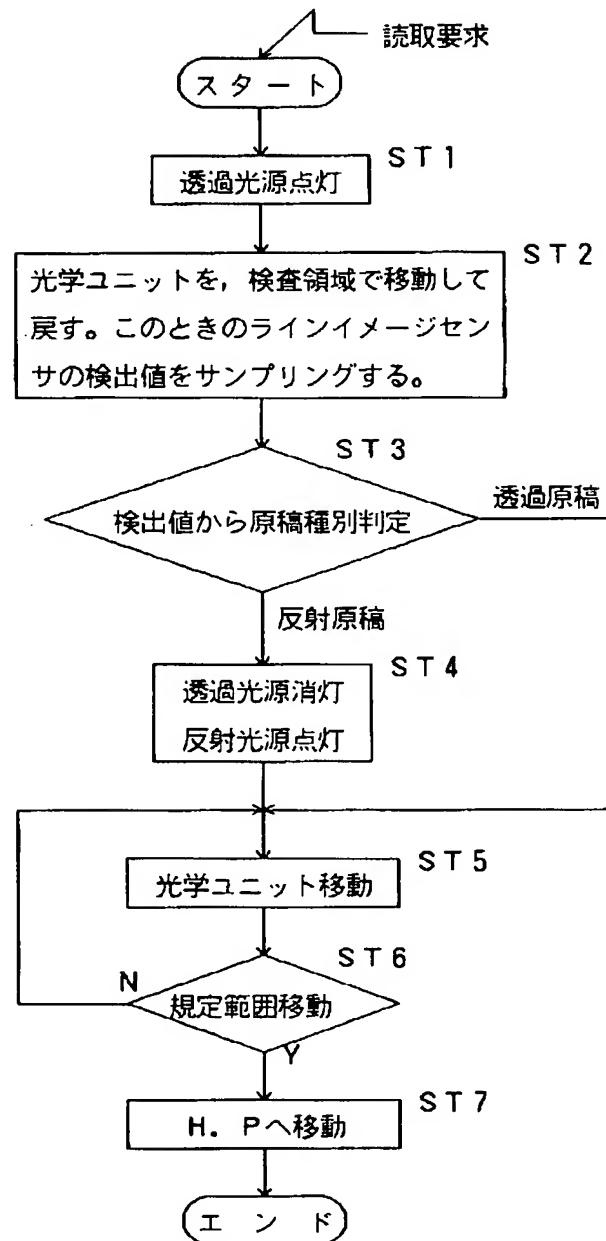 読取要求
スタート
ST1
透過光源点灯
ST2
光学ユニットを,検査領域で移動して
戻す。このときのラインイメージセン
サの検出値をサンプリングする。
ST3
検出値から原稿種別判定
透過原稿
反射原稿
ST4
透過光源消灯
反射光源点灯
ST5
光学ユニット移動
ST6
N
規定範囲移動
Y
ST7
H.Pへ移動
エンド